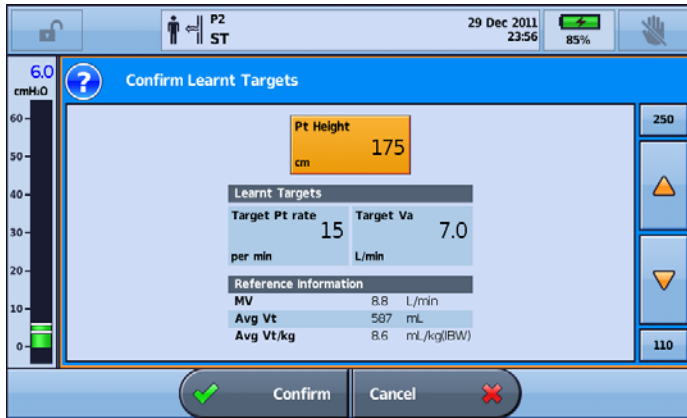 P2
ST
29 Dec 2011
23:56
85%
6.0
cmH₂O
Confirm Learnt Targets
60
50
40
30
20
10
0
Pt Height
175
cm
Learnt Targets
Target Pt rate Target Va
15 7.0
per min L/min
Reference Information
MV 8.8 L/min
Avg Vt 587 mL
Avg Vt/kg 8.6 mL/kg(IBW)
250
110
Confirm Cancel